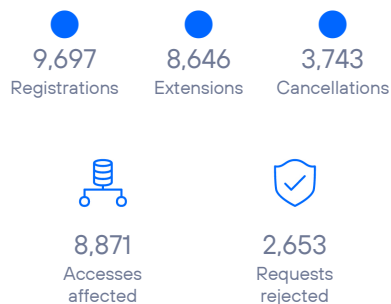 9,697
8,646
3,743
Registrations
Extensions
Cancellations
8,871
2,653
Accesses
affected
Requests
rejected